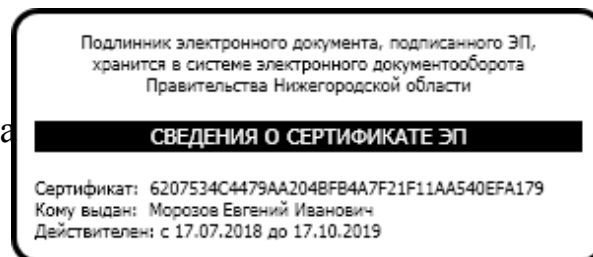 Подлинник электронного документа, подписанного ЭП,
хранится в системе электронного документооборота
Правительства Нижегородской области
а
СВЕДЕНИЯ О СЕРТИФИКАТЕ ЭП
Сертификат: 6207534C4479AA204BFB4A7F21F11AA540EFA179
Кому выдан: Морозов Евгений Иванович
Действителен: с 17.07.2018 до 17.10.2019